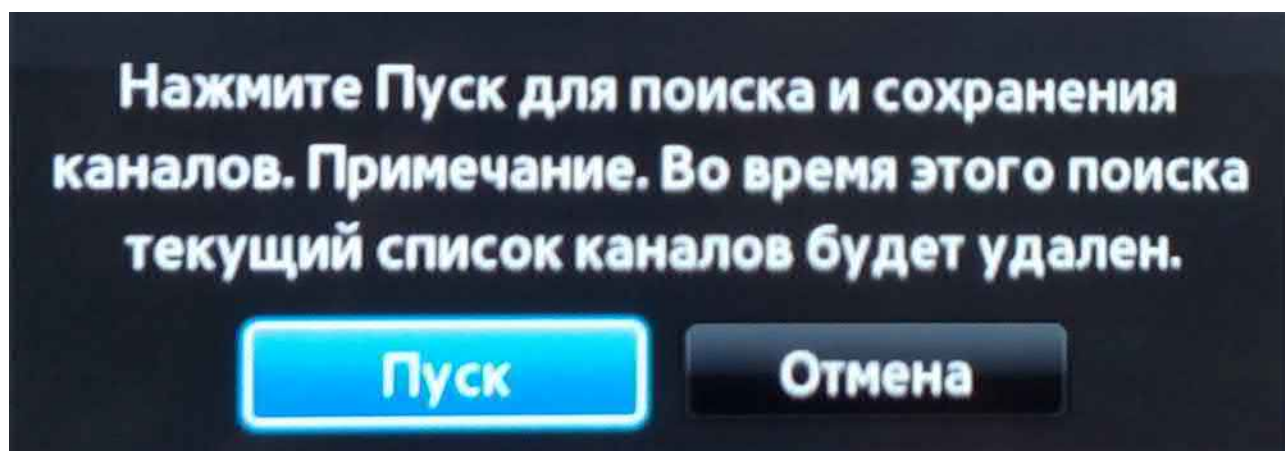 Нажмите Пуск для поиска и сохранения
каналов. Примечание. Во время этого поиска
текущий список каналов будет удален.
Пуск Отмена